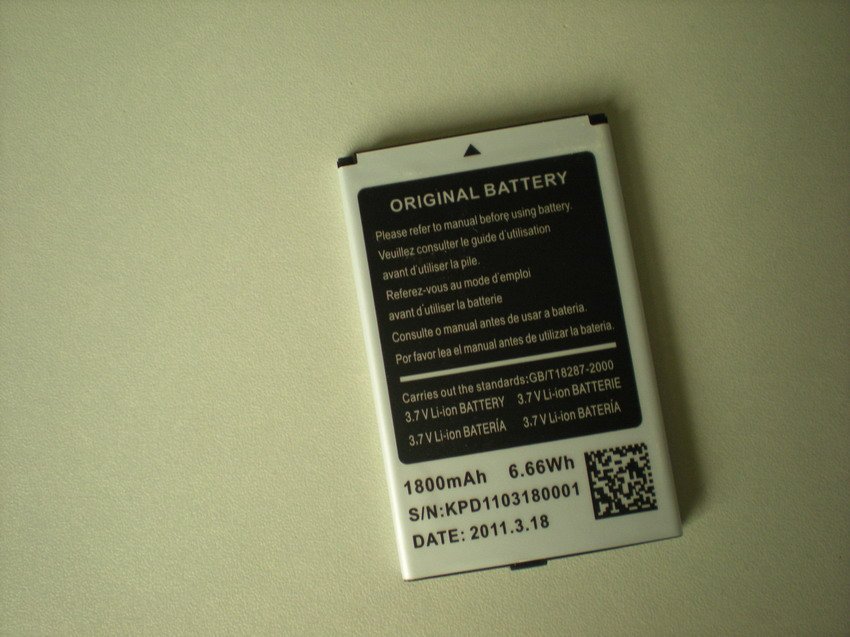 ORIGINAL BATTERY
Please refer to manual before using battery.
Veuillez consulter le guide d'utilisation
avant d'utiliser la pile.
Referez-vous au mode d'emploi
avant d'utiliser la batterie
Consulte o manual antes de usar a bateria.
Por favor lea el manual antes de utilizar la bateria.
Carries out the standards:GB/T18287-2000
3.7 V Li-ion BATTERY 3.7 V Li-ion BATTERIE
3.7 V Li-ion BATERÍA 3.7 V Li-ion BATERÍA
1800mAh 6.66Wh
S/N:KPD1103180001
DATE: 2011.3.18